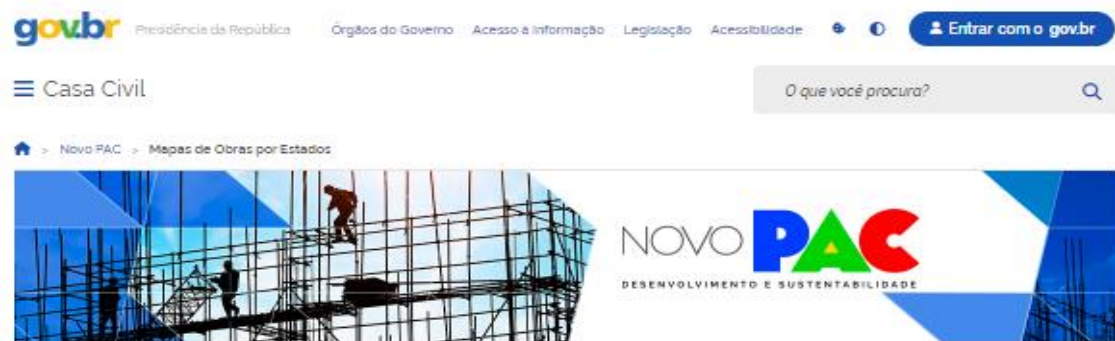 gov.br Presidência da República Órgãos do Governo Acesso à Informação Legislação Acessibilidade Entrar com o gov.br
Casa Civil O que você procura?
> Novo PAC > Mapas de Obras por Estados
NOVO PAC
DESENVOLVIMENTO E SUSTENTABILIDADE